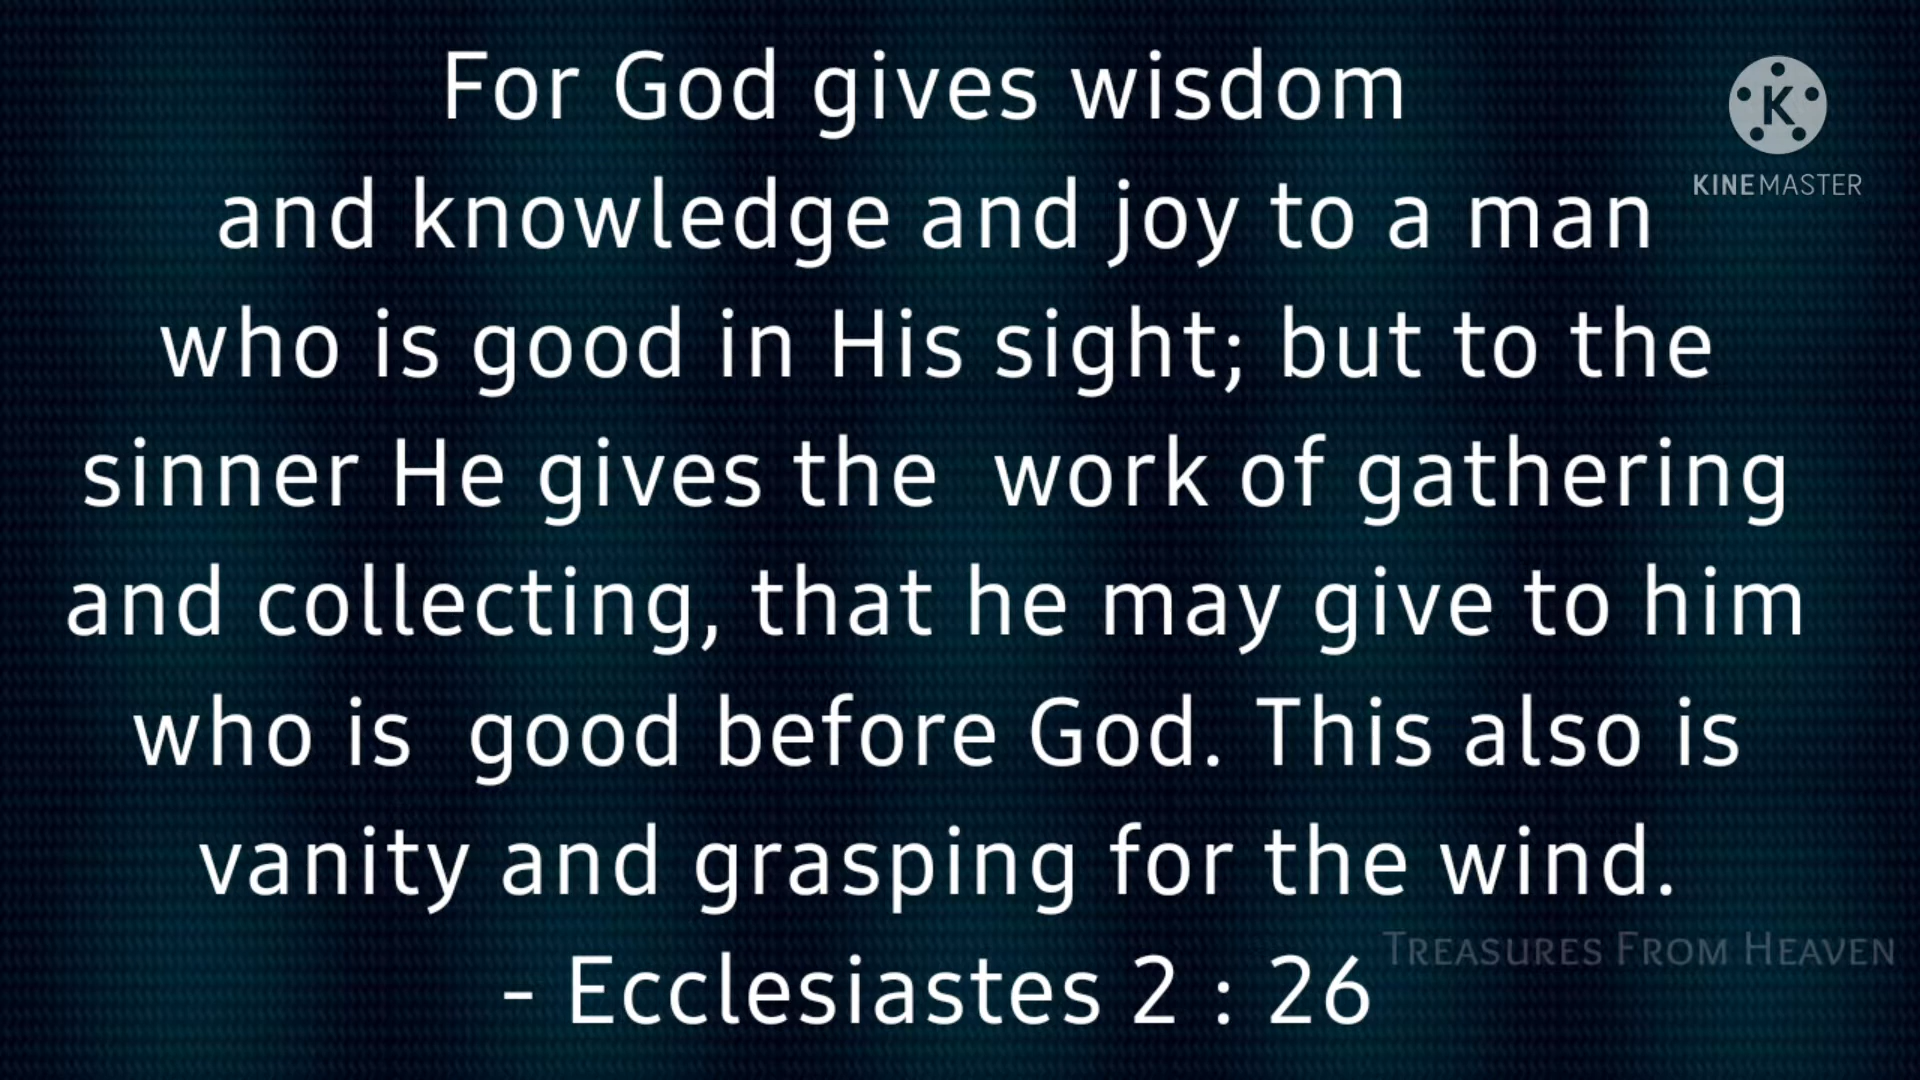 For God gives wisdom
and knowledge and joy to a man
who is good in His sight; but to the
sinner He gives the  work of gathering
and collecting, that he may give to him
who is  good before God. This also is
vanity and grasping for the wind.
- Ecclesiastes 2 : 26
K
KINEMASTER
TREASURES FROM HEAVEN